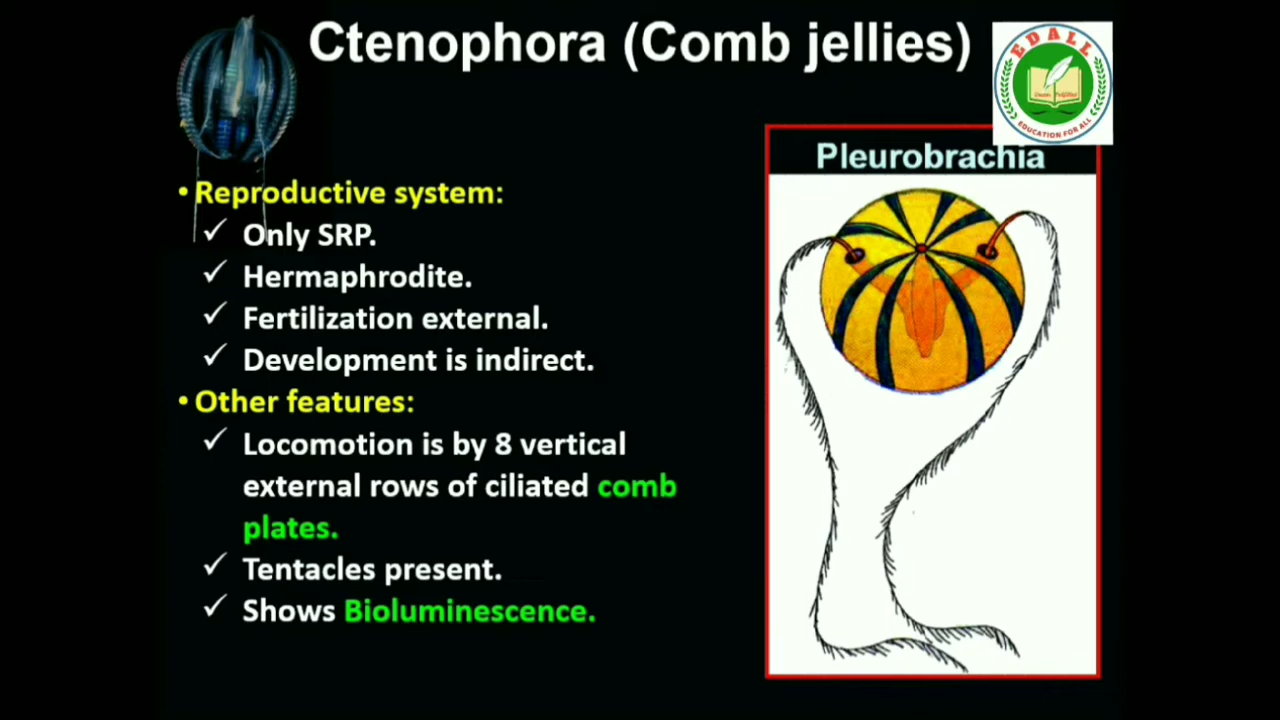 Ctenophora (Comb jellies)
EDALL
EDUCATION FOR ALL
Pleurobrachia
• Reproductive system:
✓ Only SRP.
✓ Hermaphrodite.
✓ Fertilization external.
✓ Development is indirect.
• Other features:
✓ Locomotion is by 8 vertical
external rows of ciliated comb
plates.
✓ Tentacles present.
✓ Shows Bioluminescence.